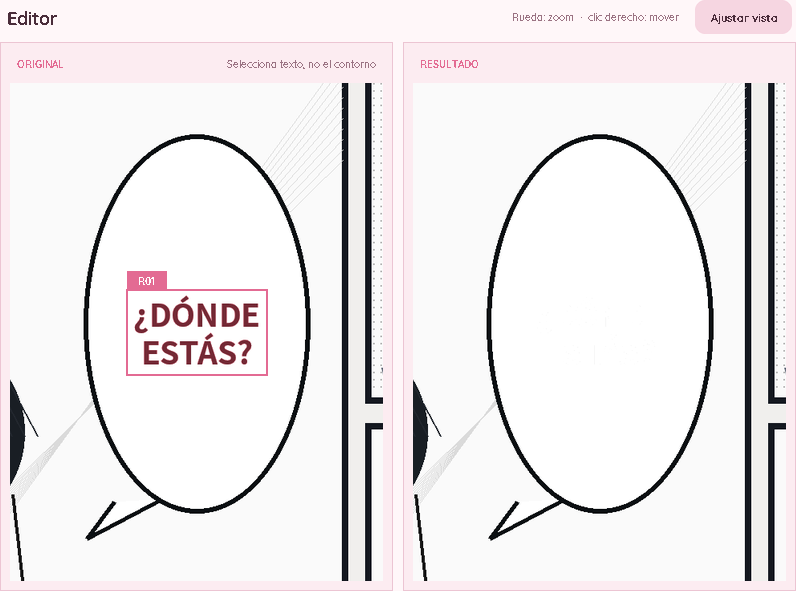 Editor
Rueda: zoom · clic derecho: mover
Ajustar vista
ORIGINAL
Selecciona texto, no el contorno
R01
¿DÓNDE
ESTÁS?
RESULTADO